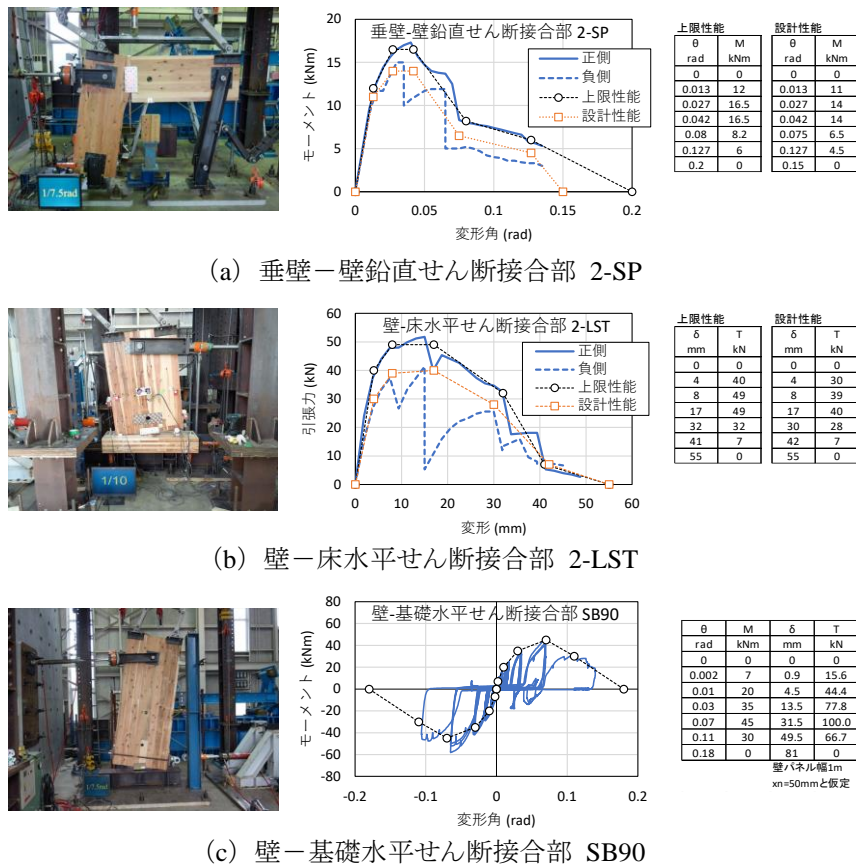 1/7.5rad
垂壁-壁鉛直せん断接合部 2-SP
モーメント (kNm)
20
15
10
5
0
0
0.05
0.1
0.15
0.2
変形角 (rad)
正側
負側
上限性能
設計性能
上限性能 設計性能
θ M θ M
rad kNm rad kNm
0 0 0 0
0.013 12 0.013 11
0.027 16.5 0.027 14
0.042 16.5 0.042 14
0.08 8.2 0.075 6.5
0.127 6 0.127 4.5
0.2 0 0.15 0
(a) 垂壁－壁鉛直せん断接合部 2-SP
1/10
壁-床水平せん断接合部 2-LST
引張力 (kN)
60
50
40
30
20
10
0
0
10
20
30
40
50
60
変形 (mm)
正側
負側
上限性能
設計性能
上限性能 設計性能
δ T δ T
mm kN mm kN
0 0 0 0
4 40 4 30
8 49 8 39
17 49 17 40
32 32 30 28
41 7 42 7
55 0 55 0
(b) 壁－床水平せん断接合部 2-LST
1/7.5rad
壁-基礎水平せん断接合部 SB90
モーメント (kNm)
80
60
40
20
0
-20
-40
-60
-80
-0.2
-0.1
0
0.1
0.2
変形角 (rad)
θ M δ T
rad kNm mm kN
0 0 0 0
0.002 7 0.9 15.6
0.01 20 4.5 44.4
0.03 35 13.5 77.8
0.07 45 31.5 100.0
0.11 30 49.5 66.7
0.18 0 81 0
壁パネル幅1m
xn=50mmと仮定
(c) 壁－基礎水平せん断接合部 SB90